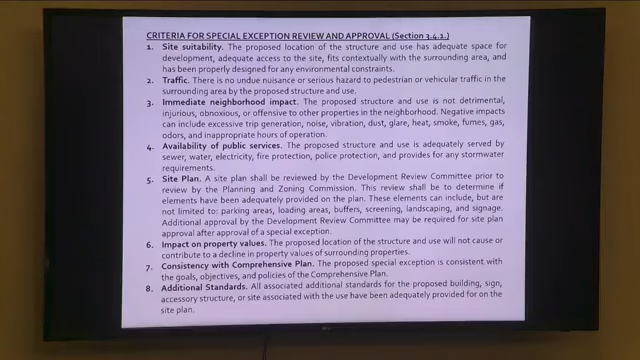 CRITERIA FOR SPECIAL EXCEPTION REVIEW AND APPROVAL (Section 3.4.1.)
1. Site suitability. The proposed location of the structure and use has adequate space for
development, adequate access to the site, fits contextually with the surrounding area, and
has been properly designed for any environmental constraints.
2. Traffic. There is no undue nuisance or serious hazard to pedestrian or vehicular traffic in the
surrounding area by the proposed structure and use.
3. Immediate neighborhood impact. The proposed structure and use is not detrimental,
injurious, obnoxious, or offensive to other properties in the neighborhood. Negative impacts
can include excessive trip generation, noise, vibration, dust, glare, heat, smoke, fumes, gas,
odors, and inappropriate hours of operation.
4. Availability of public services. The proposed structure and use is adequately served by
sewer, water, electricity, fire protection, police protection, and provides for any stormwater
requirements.
5. Site Plan. A site plan shall be reviewed by the Development Review Committee prior to
review by the Planning and Zoning Commission. This review shall be to determine if
elements have been adequately provided on the plan. These elements can include, but are
not limited to: parking areas, loading areas, buffers, screening, landscaping, and signage.
Additional approval by the Development Review Committee may be required for site plan
approval after approval of a special exception.
6. Impact on property values. The proposed location of the structure and use will not cause or
contribute to a decline in property values of surrounding properties.
7. Consistency with Comprehensive Plan. The proposed special exception is consistent with
the goals, objectives, and policies of the Comprehensive Plan.
8. Additional Standards. All associated additional standards for the proposed building, sign,
accessory structure, or site associated with the use have been adequately provided for on the
site plan.